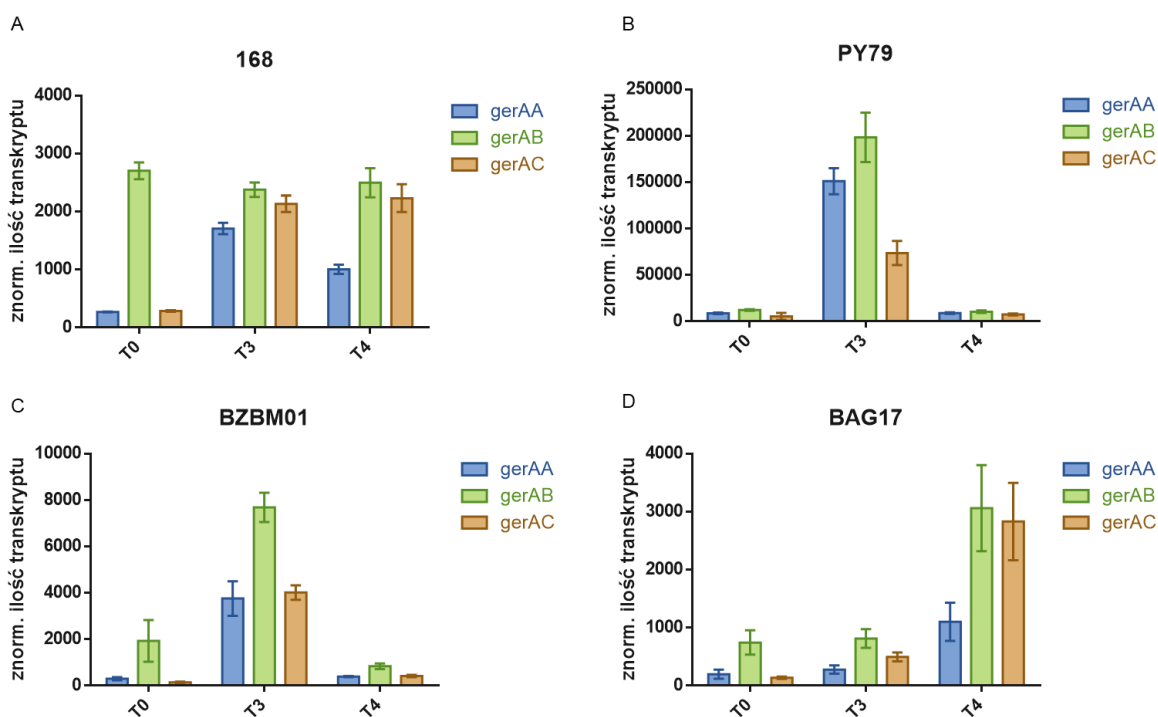 A
168
znorm. ilość transkryptu
4000
3000
2000
1000
0
T0
T3
T4
gerAA
gerAB
gerAC
B
PY79
znorm. ilość transkryptu
250000
200000
150000
100000
50000
0
T0
T3
T4
gerAA
gerAB
gerAC
C
BZBM01
znorm. ilość transkryptu
10000
8000
6000
4000
2000
0
T0
T3
T4
gerAA
gerAB
gerAC
D
BAG17
znorm. ilość transkryptu
4000
3000
2000
1000
0
T0
T3
T4
gerAA
gerAB
gerAC